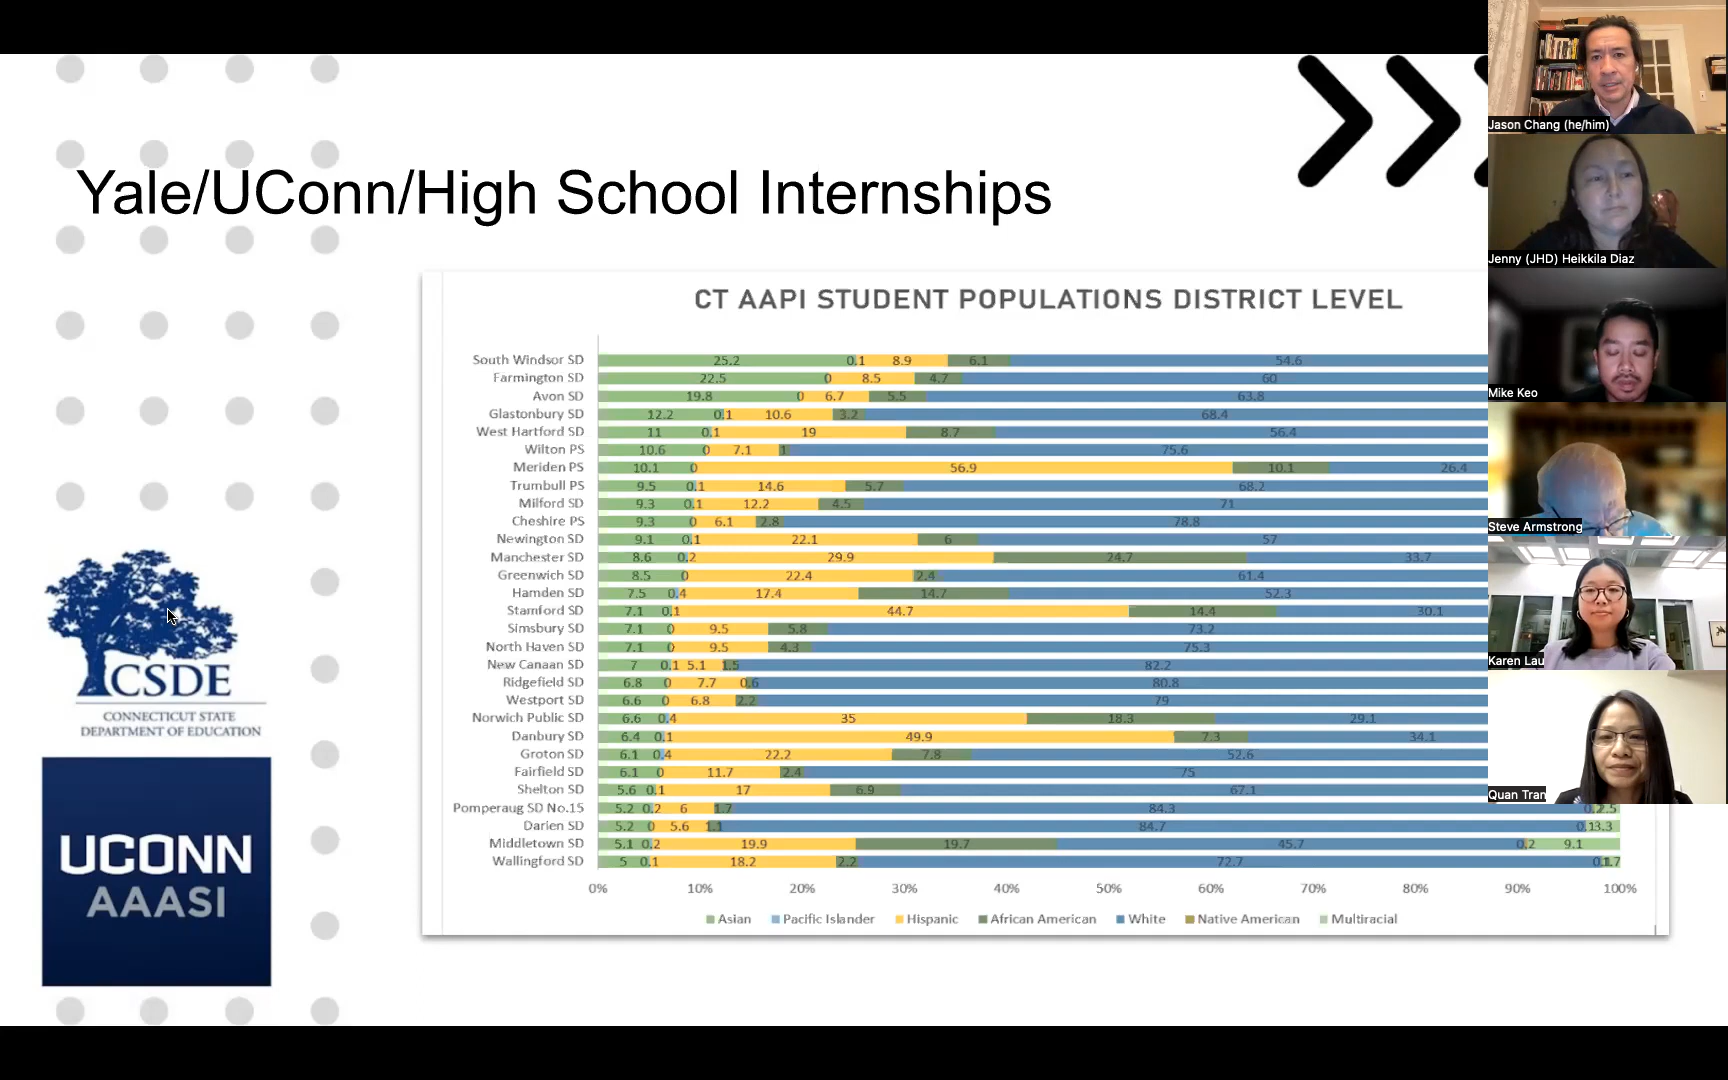 Yale/UConn/High School Internships
CT AAPI STUDENT POPULATIONS DISTRICT LEVEL
South Windsor SD 25.2 0.1 8.9 6.1 54.6
Farmington SD 22.5 0 8.5 4.7 60
Avon SD 19.8 0 6.7 5.5 63.8
Glastonbury SD 12.2 0.1 10.6 3.2 68.4
West Hartford SD 11 0.1 19 8.7 56.4
Wilton PS 10.6 0 7.1 1 75.6
Meriden PS 10.1 0 56.9 10.1 26.4
Trumbull PS 9.5 0.1 14.6 5.7 68.2
Milford SD 9.3 0.1 12.2 4.5 71
Cheshire PS 9.3 0 6.1 2.8 78.8
Newington SD 9.1 0.1 22.1 6 57
Manchester SD 8.6 0.2 29.9 24.7 33.7
Greenwich SD 8.5 0 22.4 2.4 61.4
Hamden SD 7.5 0.4 17.4 14.7 52.3
Stamford SD 7.1 0.1 44.7 14.4 30.1
Simsbury SD 7.1 0 9.5 5.8 73.2
North Haven SD 7.1 0 9.5 4.3 75.3
New Canaan SD 7 0.1 5.1 1.5 82.2
Ridgefield SD 6.8 0 7.7 0.6 80.8
Westport SD 6.6 0 6.8 2.2 79
Norwich Public SD 6.6 0.4 35 18.3 29.1
Danbury SD 6.4 0.1 49.9 7.3 34.1
Groton SD 6.1 0.4 22.2 7.8 52.6
Fairfield SD 6.1 0 11.7 2.4 75
Shelton SD 5.6 0.1 17 6.9 67.1
Pomperaug SD No.15 5.2 0.2 6 1.7 84.3 2.5
Darien SD 5.2 0 5.6 1.1 84.7 3.3
Middletown SD 5.1 0.2 19.9 19.7 45.7 0.2 9.1
Wallingford SD 5 0.1 18.2 2.2 72.7 1.7
0% 10% 20% 30% 40% 50% 60% 70% 80% 90% 100%
Asian Pacific Islander Hispanic African American White Native American Multiracial
CSDE
CONNECTICUT STATE
DEPARTMENT OF EDUCATION
UCONN
AAASI
Jason Chang (he/him)
Jenny (JHD) Heikkila Diaz
Mike Keo
Steve Armstrong
Karen Lau
Quan Tran